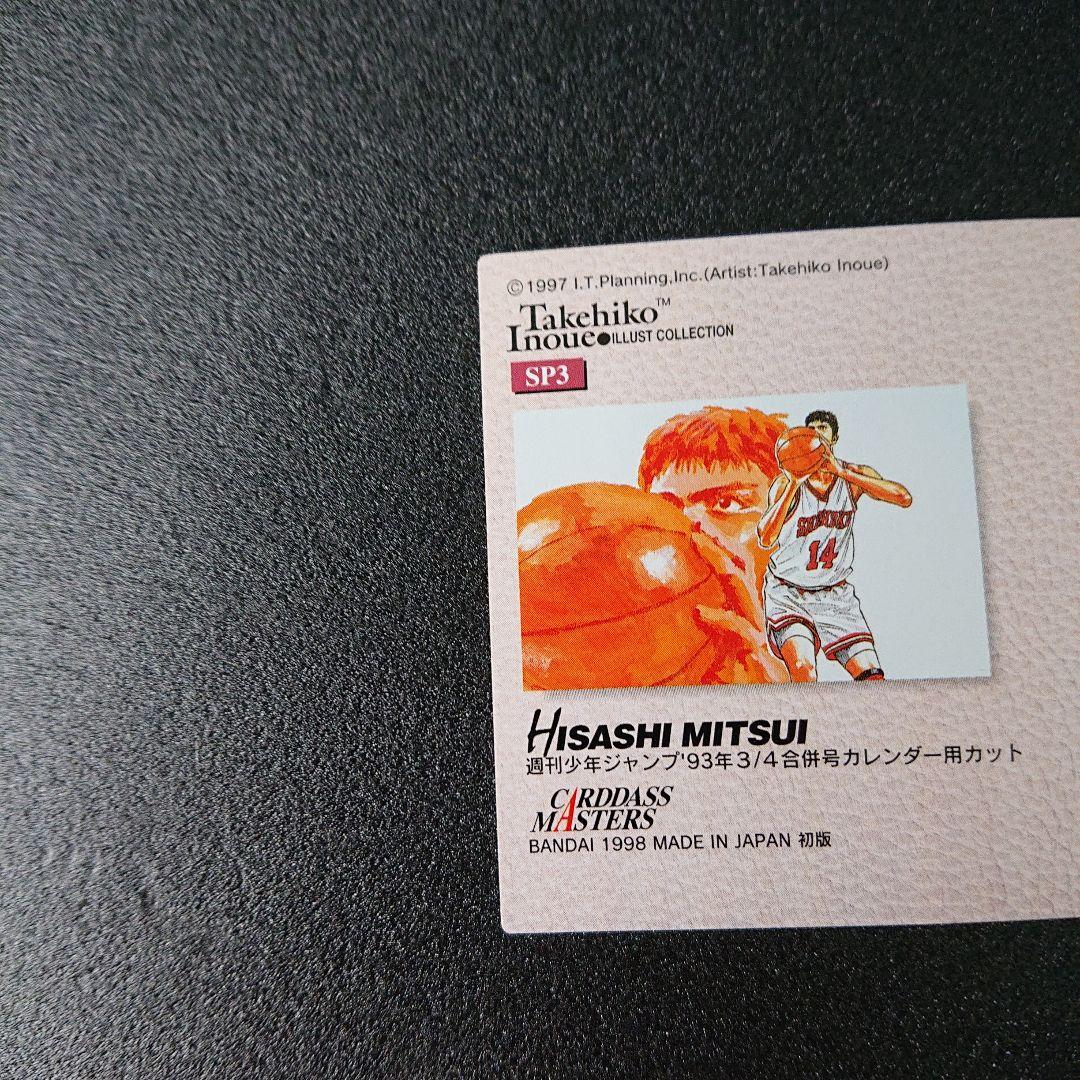 ©1997 I.T.Planning,Inc.(Artist:Takehiko Inoue)
Takehiko™
Inoue●ILLUST COLLECTION
SP3
SHOHOKU
14
HISASHI MITSUI
週刊少年ジャンプ'93年3/4合併号カレンダー用カット
CARDDASS
MASTERS
BANDAI 1998 MADE IN JAPAN 初版